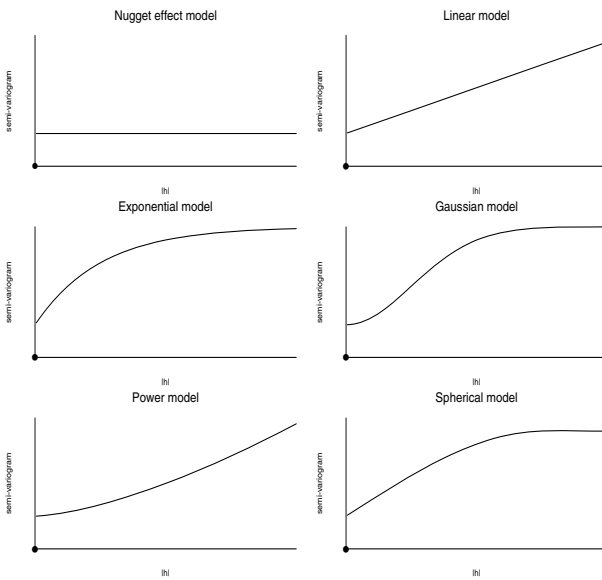 Nugget effect model
semi-variogram
|h|
Linear model
semi-variogram
|h|
Exponential model
semi-variogram
|h|
Gaussian model
semi-variogram
|h|
Power model
semi-variogram
|h|
Spherical model
semi-variogram
|h|